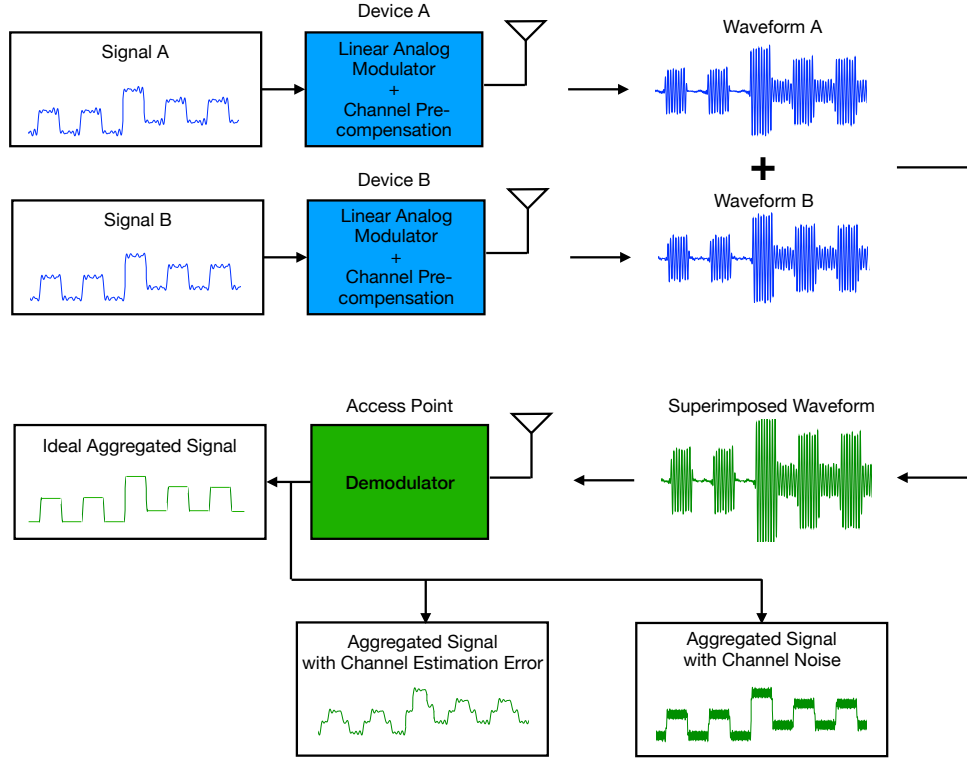 Device A
Signal A
Linear Analog
Modulator
+
Channel Pre-
compensation
Waveform A
+
Device B
Signal B
Linear Analog
Modulator
+
Channel Pre-
compensation
Waveform B
Access Point
Superimposed Waveform
Ideal Aggregated Signal
Demodulator
Aggregated Signal
with Channel Estimation Error
Aggregated Signal
with Channel Noise